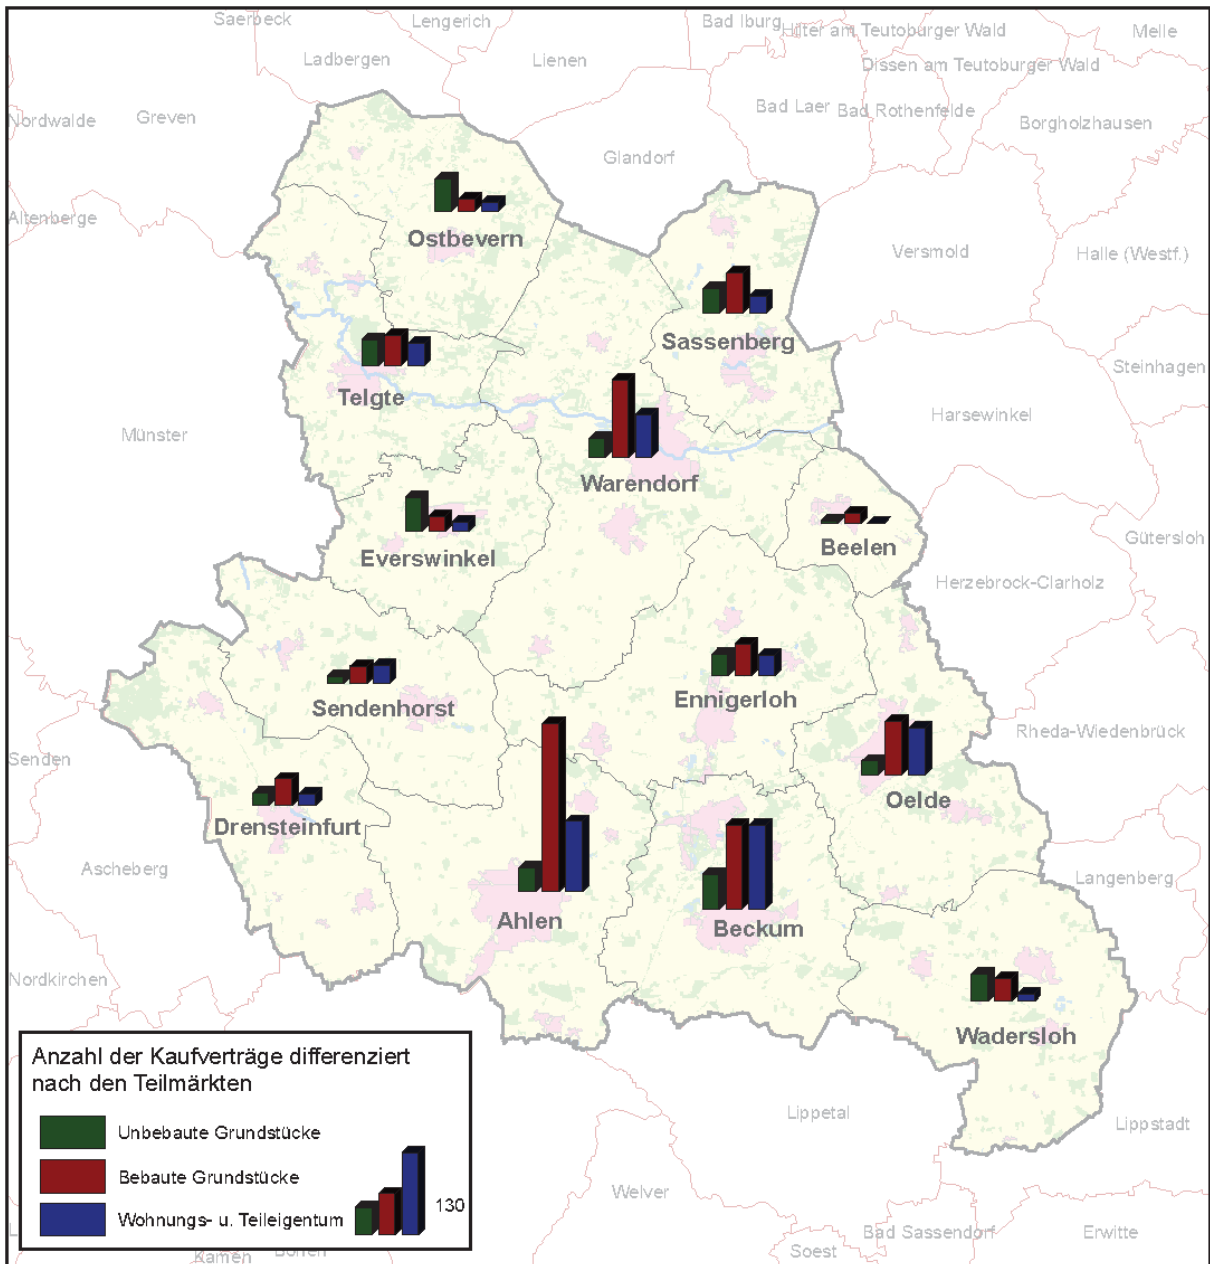 Saerbeck
Lengerich
Bad Iburg
Hilter am Teutoburger Wald
Melle
Ladbergen
Lienen
Dissen am Teutoburger Wald
Nordwalde
Greven
Bad Laer
Bad Rothenfelde
Borgholzhausen
Glandorf
Altenberge
Ostbevern
Versmold
Halle (Westf.)
Sassenberg
Steinhagen
Telgte
Harsewinkel
Münster
Warendorf
Beelen
Gütersloh
Everswinkel
Herzebrock-Clarholz
Ennigerloh
Sendenhorst
Rheda-Wiedenbrück
Senden
Oelde
Drensteinfurt
Ascheberg
Langenberg
Ahlen
Beckum
Nordkirchen
Wadersloh
Anzahl der Kaufverträge differenziert
nach den Teilmärkten
Unbebaute Grundstücke
Bebaute Grundstücke
Wohnungs- u. Teileigentum
130
Lippetal
Lippstadt
Welver
Bad Sassendorf
Erwitte
Soest
Kamen
Bönen